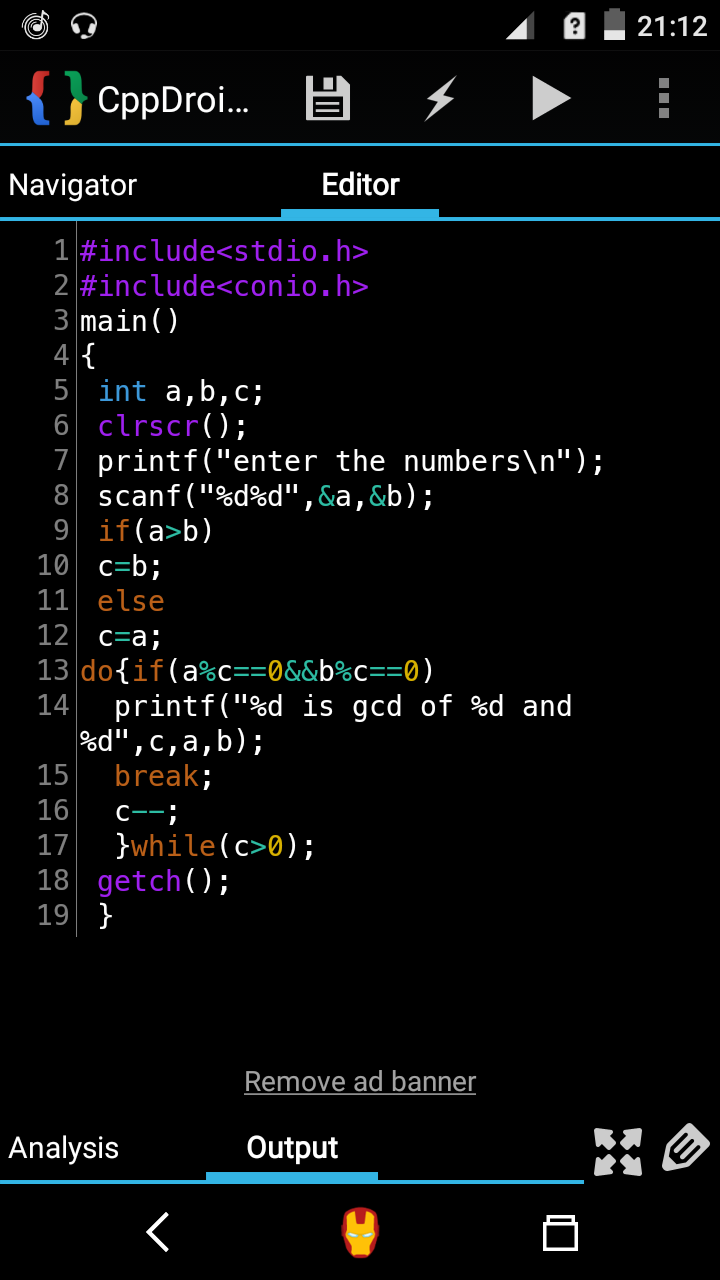 21:12
CppDroi...
Navigator Editor
1 #include<stdio.h>
2 #include<conio.h>
3 main()
4 {
5 int a,b,c;
6 clrscr();
7 printf("enter the numbers\n");
8 scanf("%d%d",&a,&b);
9 if(a>b)
10 c=b;
11 else
12 c=a;
13 do{if(a%c==0&&b%c==0)
14 printf("%d is gcd of %d and
%d",c,a,b);
15 break;
16 c--;
17 }while(c>0);
18 getch();
19 }
Remove ad banner
Analysis Output